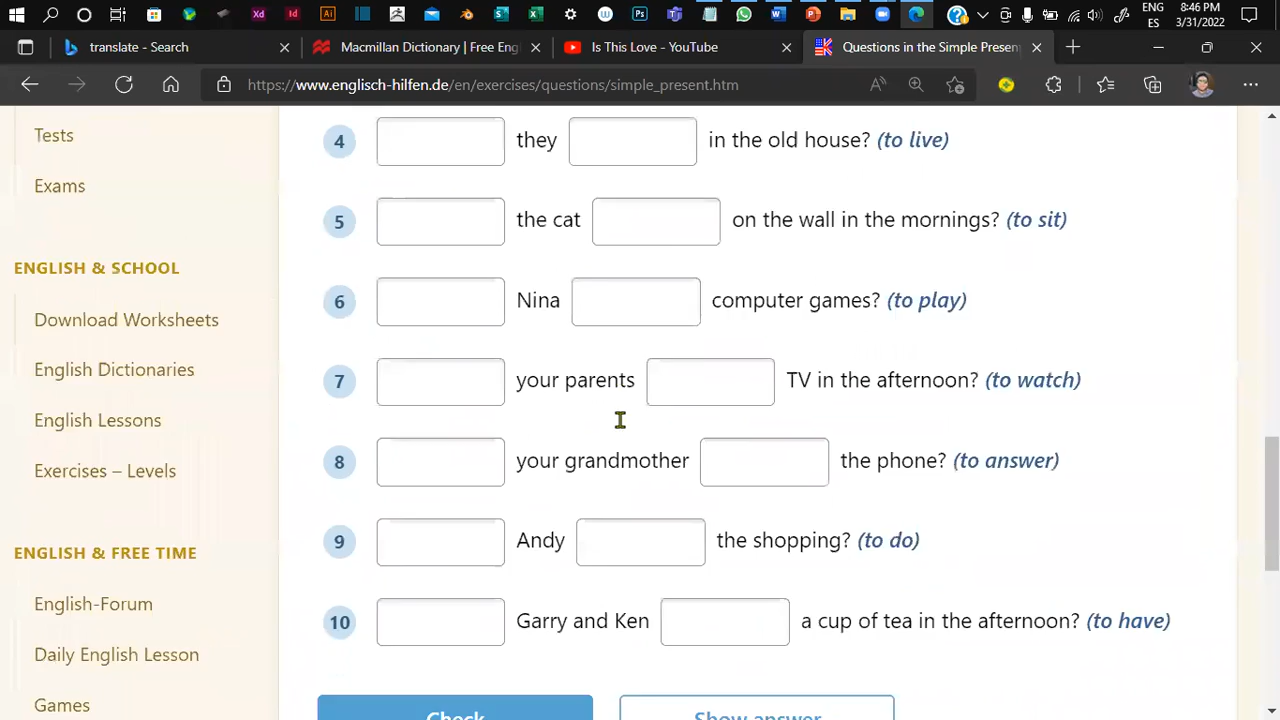 ENG
ES
8:46 PM
3/31/2022
translate - Search
Macmillan Dictionary | Free Eng
Is This Love - YouTube
Questions in the Simple Present
https://www.englisch-hilfen.de/en/exercises/questions/simple_present.htm
Tests
Exams
ENGLISH & SCHOOL
Download Worksheets
English Dictionaries
English Lessons
Exercises – Levels
ENGLISH & FREE TIME
English-Forum
Daily English Lesson
Games
4 they in the old house? (to live)
5 the cat on the wall in the mornings? (to sit)
6 Nina computer games? (to play)
7 your parents TV in the afternoon? (to watch)
8 your grandmother the phone? (to answer)
9 Andy the shopping? (to do)
10 Garry and Ken a cup of tea in the afternoon? (to have)
Check Show answer